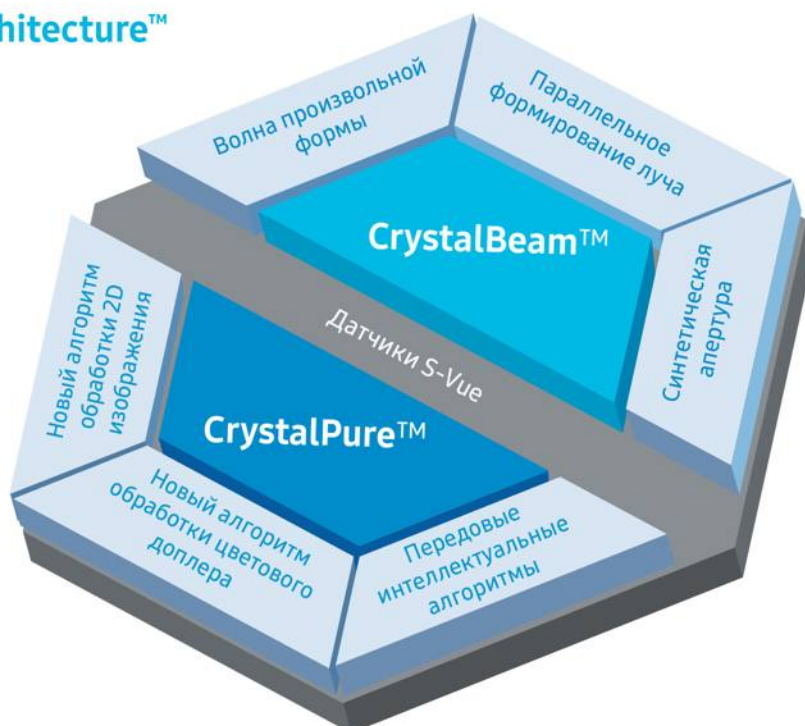 hitecture™
Волна произвольной
формы
Параллельное
формирование луча
CrystalBeam™
Синтетическая
апертура
Датчики S-Vue
Новый алгоритм
обработки 2D
изображения
CrystalPure™
Новый алгоритм
обработки цветового
доплера
Передовые
интеллектуальные
алгоритмы